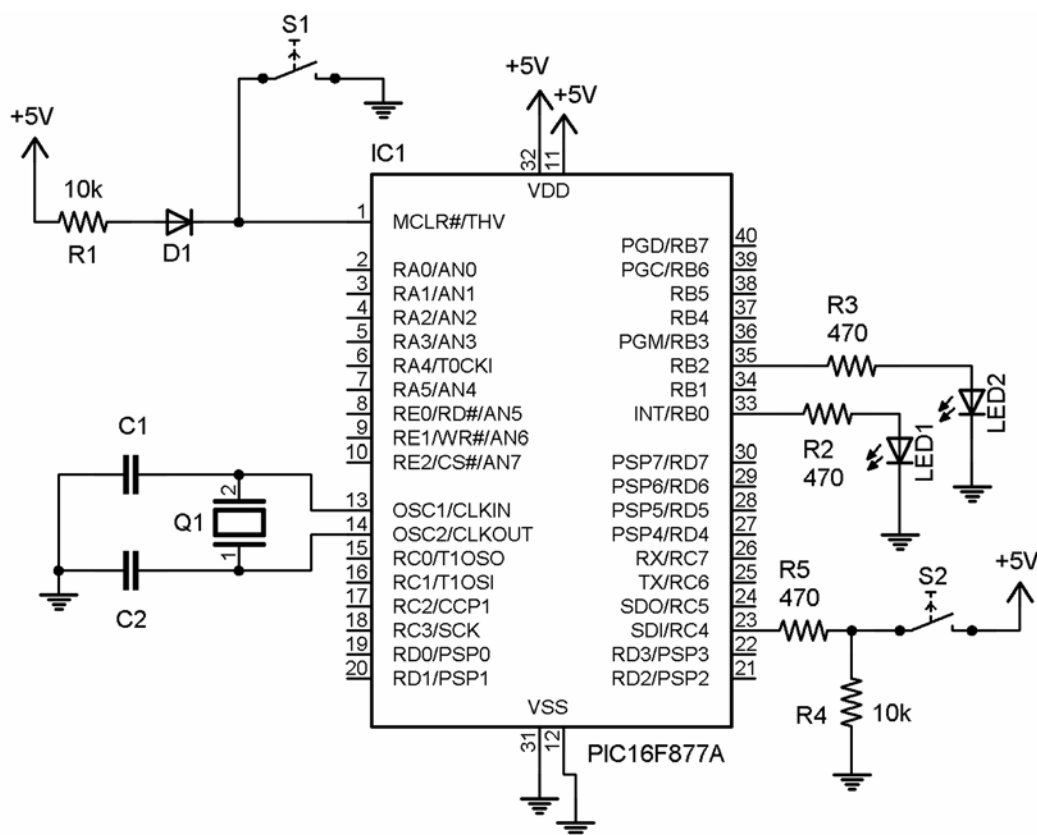 S1
+5V
+5V
+5V
IC1
32
11
VDD
10k
R1
D1
1
MCLR#/THV
2
RA0/AN0
3
RA1/AN1
4
RA2/AN2
5
RA3/AN3
6
RA4/T0CKI
7
RA5/AN4
8
RE0/RD#/AN5
9
RE1/WR#/AN6
10
RE2/CS#/AN7
13
OSC1/CLKIN
14
OSC2/CLKOUT
15
RC0/T1OSO
16
RC1/T1OSI
17
RC2/CCP1
18
RC3/SCK
19
RD0/PSP0
20
RD1/PSP1
C1
2
Q1
1
C2
PGD/RB7
40
PGC/RB6
39
RB5
38
RB4
37
PGM/RB3
36
RB2
35
RB1
34
INT/RB0
33
PSP7/RD7
30
PSP6/RD6
29
PSP5/RD5
28
PSP4/RD4
27
RX/RC7
26
TX/RC6
25
SDO/RC5
24
SDI/RC4
23
RD3/PSP3
22
RD2/PSP2
21
R3
470
LED2
R2
470
LED1
R5
470
S2
+5V
R4
10k
VSS
31
12
PIC16F877A